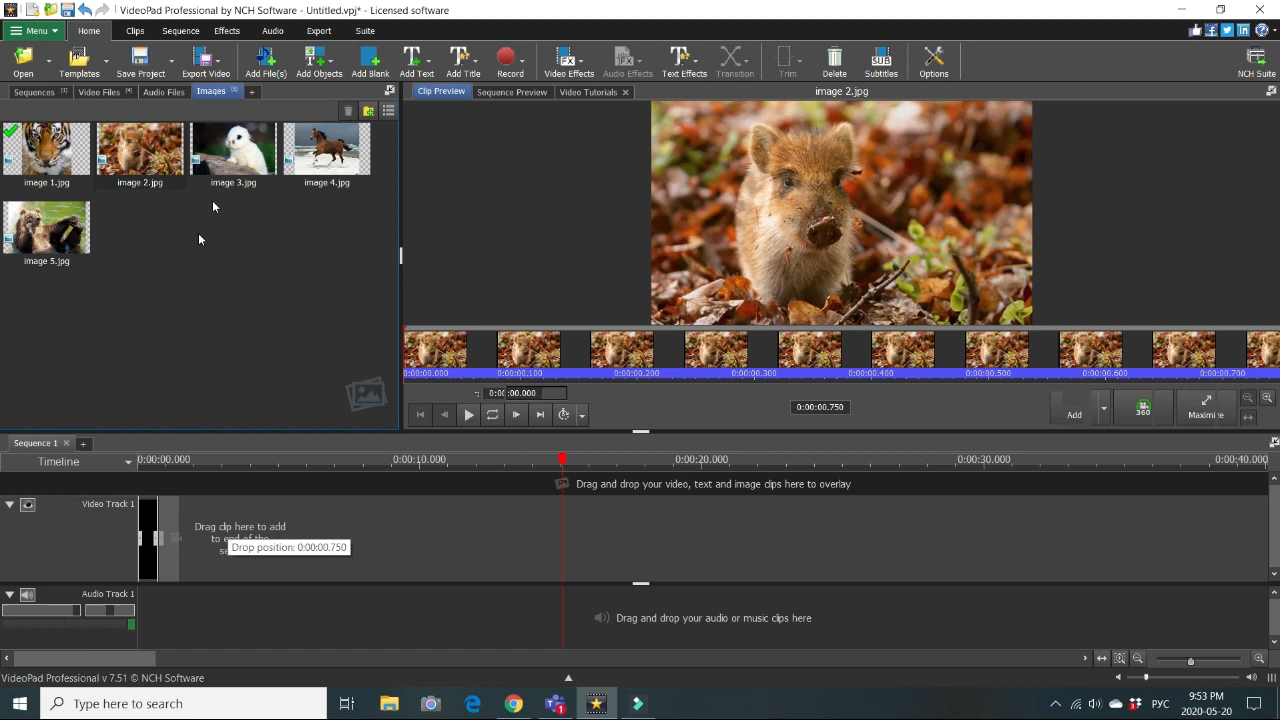 VideoPad Professional by NCH Software - Untitled.vpj* - Licensed software
Menu Home Clips Sequence Effects Audio Export Suite
Open Templates Save Project Export Video Add File(s) Add Objects Add Blank Add Text Add Title Record Video Effects Audio Effects Text Effects Transition Trim Delete Subtitles Options NCH Suite
Sequences (1) Video Files (4) Audio Files Images (5) +
Clip Preview Sequence Preview Video Tutorials
image 2.jpg
image 1.jpg image 2.jpg image 3.jpg image 4.jpg
image 5.jpg
0:00:00.000 0:00:00.100 0:00:00.200 0:00:00.300 0:00:00.400 0:00:00.500 0:00:00.600 0:00:00.700
0:00:00.750
Add 360
Sequence 1 +
Timeline 0:00:00.000 0:00:10.000 0:00:20.000 0:00:30.000 0:00:40.000
Drag and drop your video, text and image clips here to overlay
Video Track 1
Drag clip here to add
to end of the
Drop position: 0:00:00.750
Audio Track 1
Drag and drop your audio or music clips here
VideoPad Professional v 7.51 © NCH Software
Type here to search
РУС
9:53 PM
2020-05-20